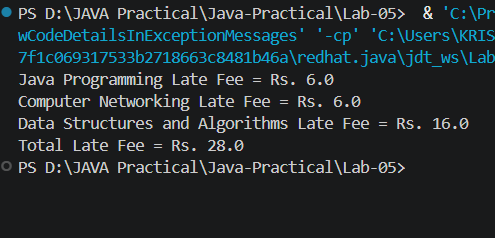 PS D:\JAVA Practical\Java-Practical\Lab-05> & 'C:\Pr
wCodeDetailsInExceptionMessages' '-cp' 'C:\Users\KRIS
7f1c069317533b2718663c8481b46a\redhat.java\jdt_ws\Lab
Java Programming Late Fee = Rs. 6.0
Computer Networking Late Fee = Rs. 6.0
Data Structures and Algorithms Late Fee = Rs. 16.0
Total Late Fee = Rs. 28.0
PS D:\JAVA Practical\Java-Practical\Lab-05>